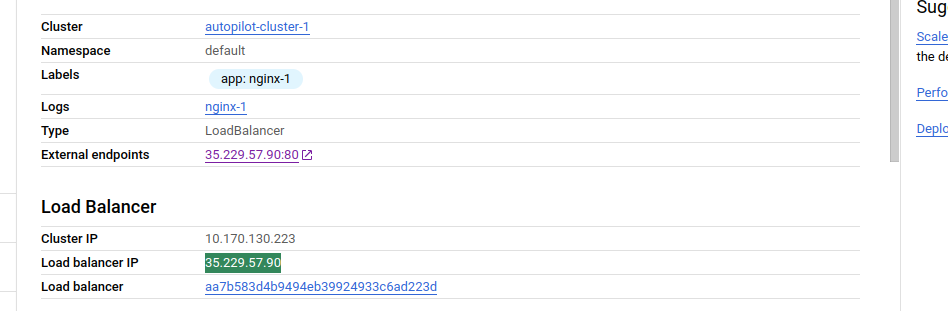 Sug
Cluster autopilot-cluster-1
Scale
Namespace default
the de
Labels app: nginx-1
Perfo
Logs nginx-1
Type LoadBalancer
Deplo
External endpoints 35.229.57.90:80
Load Balancer
Cluster IP 10.170.130.223
Load balancer IP 35.229.57.90
Load balancer aa7b583d4b9494eb39924933c6ad223d